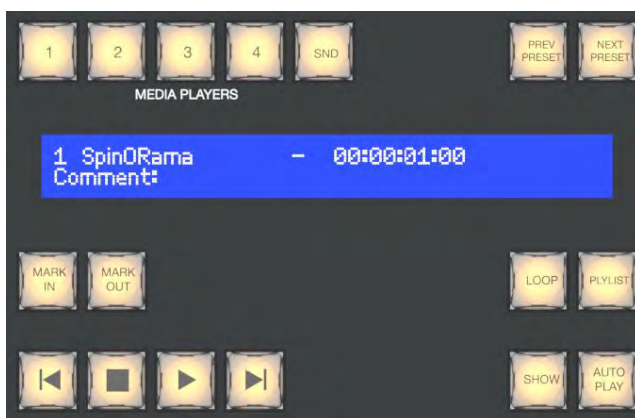 1
2
3
4
SND
PREV
PRESET
NEXT
PRESET
MEDIA PLAYERS
1 SpinORama - 00:00:01:00
Comment:
MARK
IN
MARK
OUT
LOOP
PLYLIST
SHOW
AUTO
PLAY